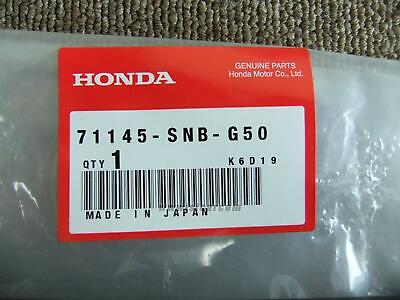 HONDA
GENUINE PARTS
Honda Motor Co., Ltd.
71145-SNB-G50
QTY 1
K6D19
MADE IN JAPAN